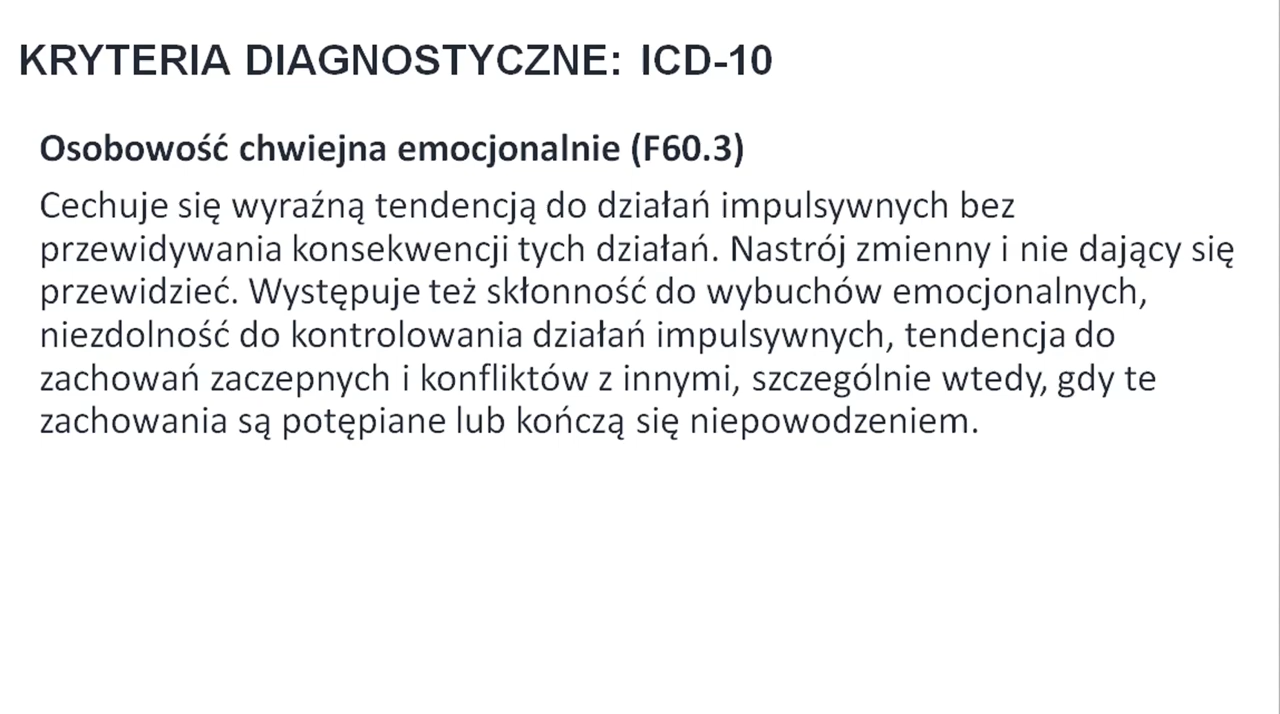 KRYTERIA DIAGNOSTYCZNE: ICD-10
Osobowość chwiejna emocjonalnie (F60.3)
Cechuje się wyraźną tendencją do działań impulsywnych bez
przewidywania konsekwencji tych działań. Nastrój zmienny i nie dający się
przewidzieć. Występuje też skłonność do wybuchów emocjonalnych,
niezdolność do kontrolowania działań impulsywnych, tendencja do
zachowań zaczepnych i konfliktów z innymi, szczególnie wtedy, gdy te
zachowania są potępiane lub kończą się niepowodzeniem.